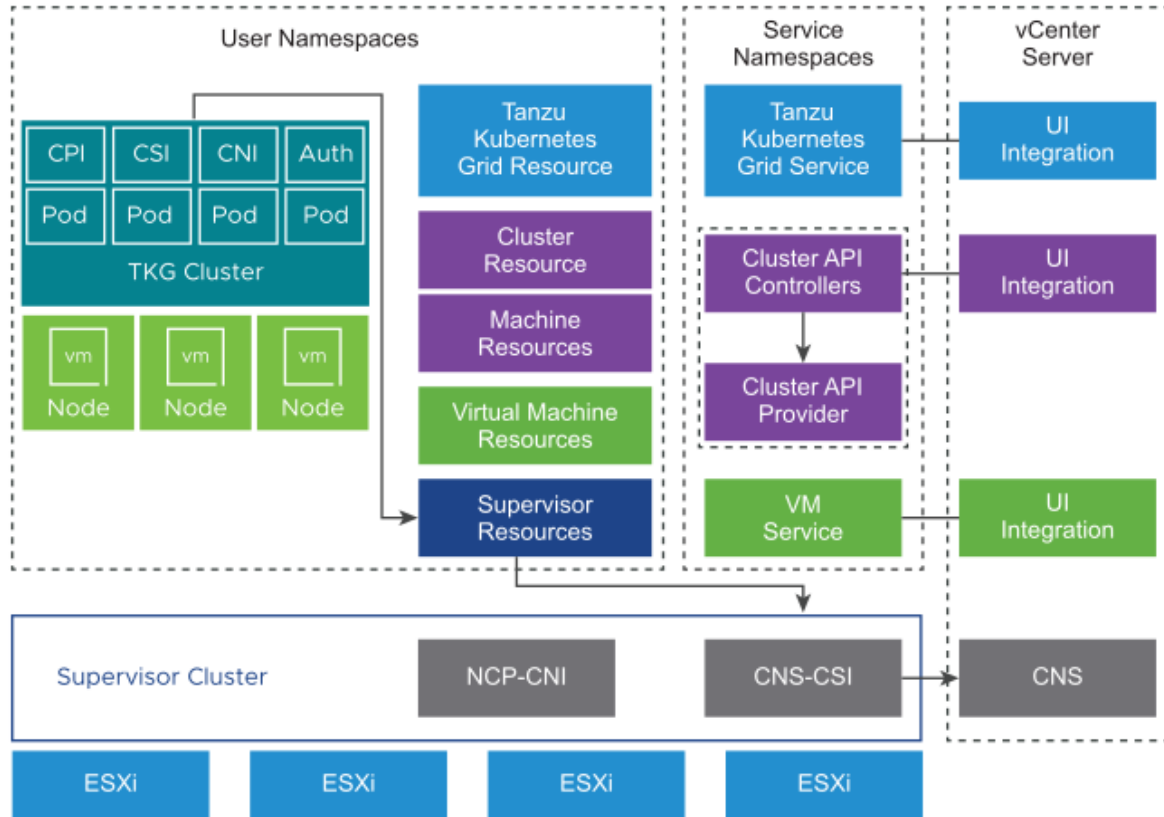 User Namespaces
Service
Namespaces
vCenter
Server
CPI
CSI
CNI
Auth
Pod
Pod
Pod
Pod
TKG Cluster
vm
vm
vm
Node
Node
Node
Tanzu
Kubernetes
Grid Resource
Cluster
Resource
Machine
Resources
Virtual Machine
Resources
Supervisor
Resources
Tanzu
Kubernetes
Grid Service
Cluster API
Controllers
Cluster API
Provider
VM
Service
UI
Integration
UI
Integration
UI
Integration
Supervisor Cluster
NCP-CNI
CNS-CSI
CNS
ESXi
ESXi
ESXi
ESXi